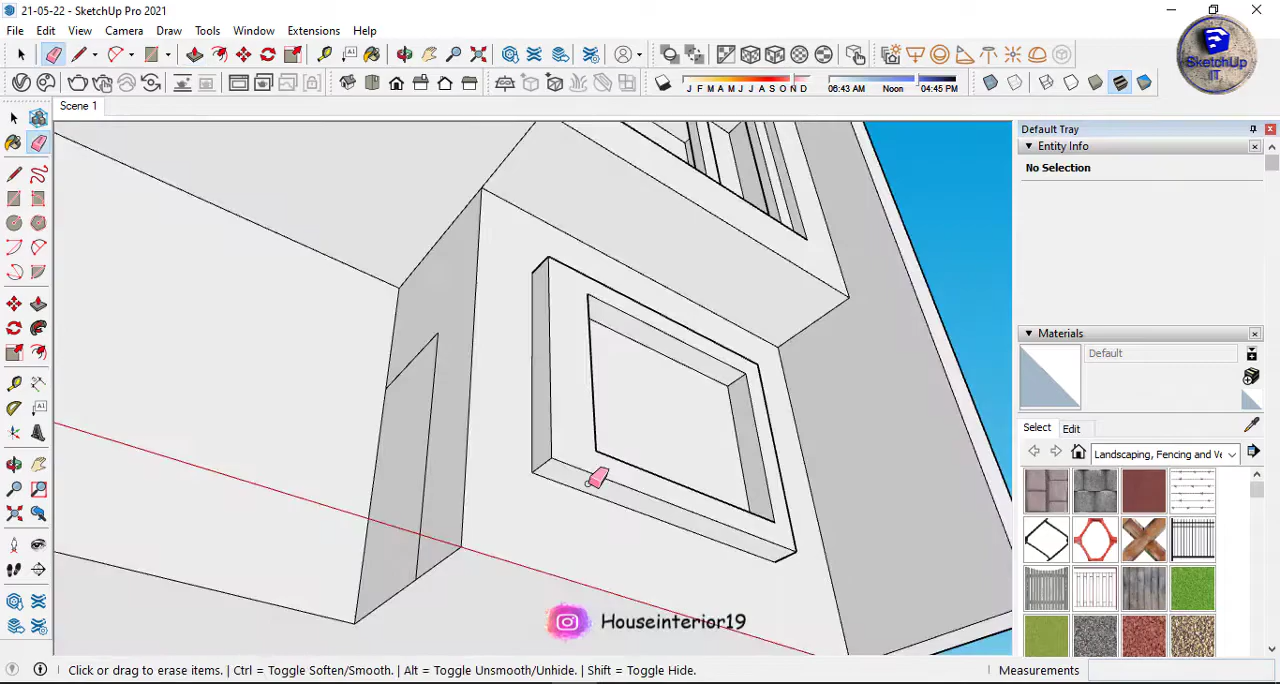 21-05-22 - SketchUp Pro 2021
File Edit View Camera Draw Tools Window Extensions Help
SketchUp IT
J F M A M J J A S O N D 06:43 AM Noon 04:45 PM
Scene 1
Default Tray
Entity Info
No Selection
Materials
Default
Select Edit
Landscaping, Fencing and Ve
Houseinterior19
Click or drag to erase items. | Ctrl = Toggle Soften/Smooth. | Alt = Toggle Unsmooth/Unhide. | Shift = Toggle Hide.
Measurements